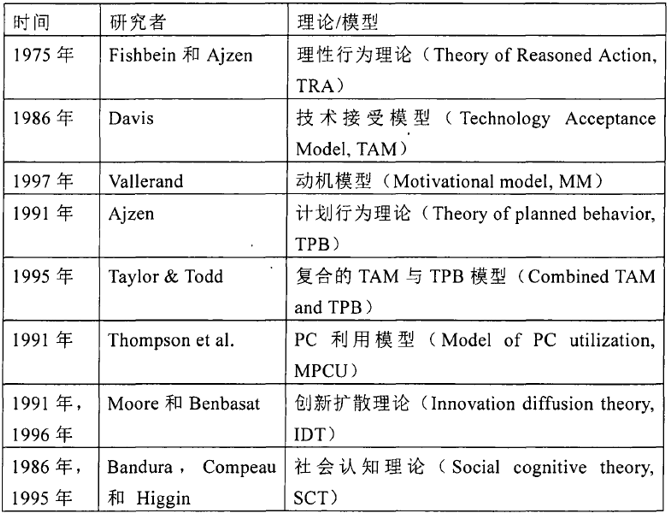 时间 研究者 理论/模型
1975 年 Fishbein 和 Ajzen 理性行为理论（Theory of Reasoned Action,
TRA）
1986 年 Davis 技术接受模型（Technology Acceptance
Model, TAM）
1997 年 Vallerand 动机模型（Motivational model, MM）
1991 年 Ajzen 计划行为理论（Theory of planned behavior,
TPB）
1995 年 Taylor & Todd 复合的 TAM 与 TPB 模型（Combined TAM
and TPB）
1991 年 Thompson et al. PC 利用模型（Model of PC utilization,
MPCU）
1991 年， Moore 和 Benbasat 创新扩散理论（Innovation diffusion theory,
1996 年 IDT）
1986 年， Bandura， Compeau 社会认知理论（Social cognitive theory,
1995 年 和 Higgin SCT）